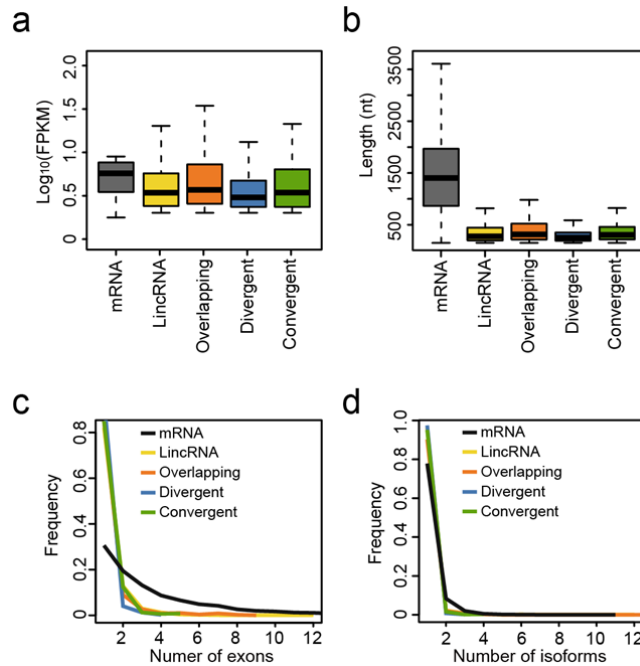 a
b
Log10(FPKM)
2.0
1.5
1.0
0.5
0
mRNA
LincRNA
Overlapping
Divergent
Convergent
Length (nt)
3500
2500
1500
500
mRNA
LincRNA
Overlapping
Divergent
Convergent
c
d
Frequency
0.8
0.4
0.2
0
mRNA
LincRNA
Overlapping
Divergent
Convergent
2 4 6 8 10 12
Numer of exons
Frequency
1.0
0.8
0.6
0.4
0.2
0
mRNA
LincRNA
Overlapping
Divergent
Convergent
2 4 6 8 10 12
Number of isoforms